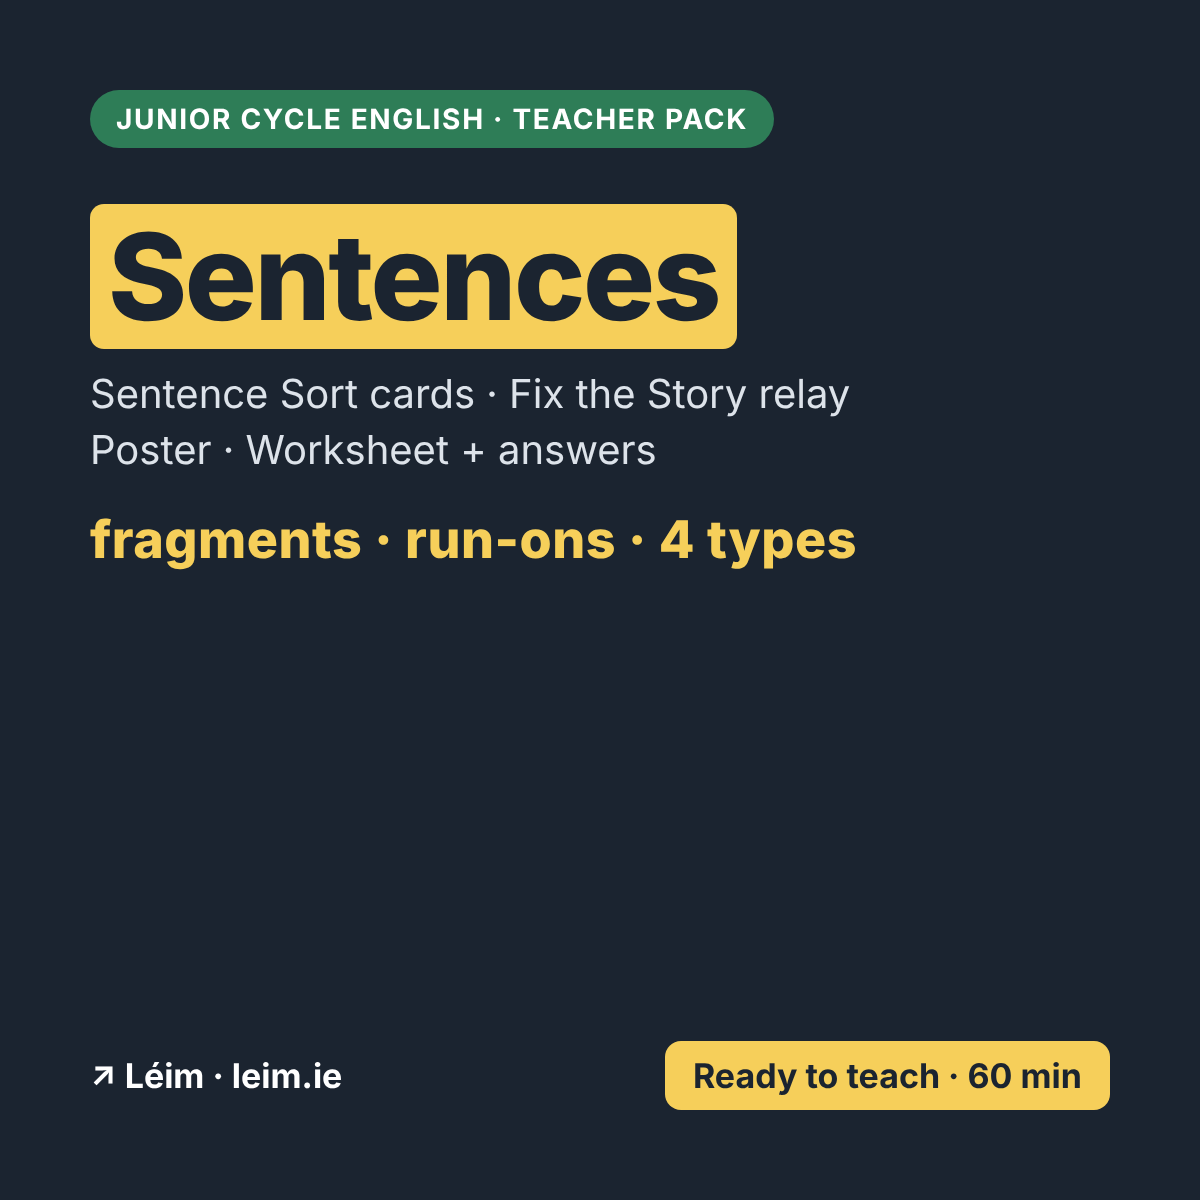 JUNIOR CYCLE ENGLISH · TEACHER PACK
Sentences
Sentence Sort cards · Fix the Story relay
Poster · Worksheet + answers
fragments · run-ons · 4 types
↗ Léim · leim.ie
Ready to teach · 60 min